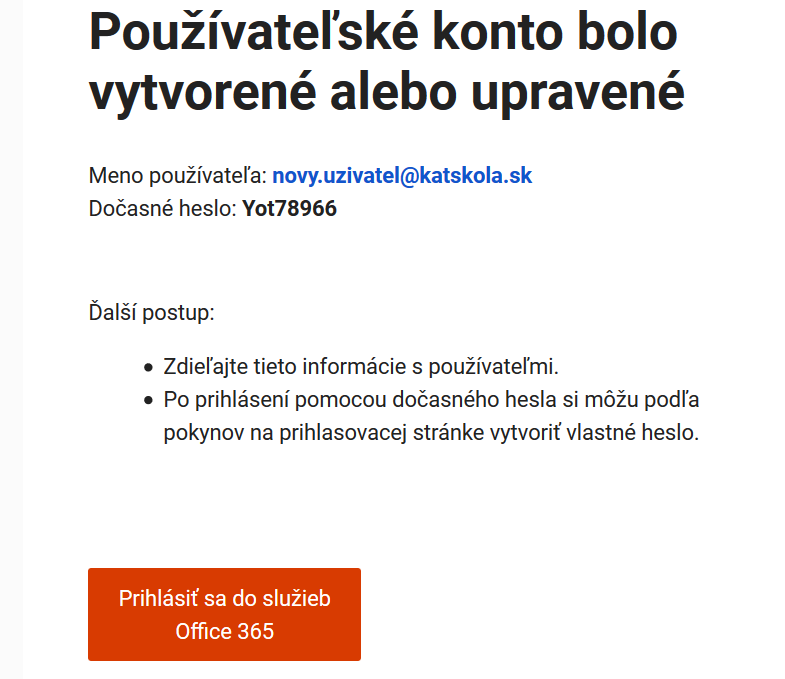 Používateľské konto bolo
vytvorené alebo upravené
Meno používateľa: novy.uzivatel@katskola.sk
Dočasné heslo: Yot78966
Ďalší postup:
• Zdieľajte tieto informácie s používateľmi.
• Po prihlásení pomocou dočasného hesla si môžu podľa
pokynov na prihlasovacej stránke vytvoriť vlastné heslo.
Prihlásiť sa do služieb
Office 365